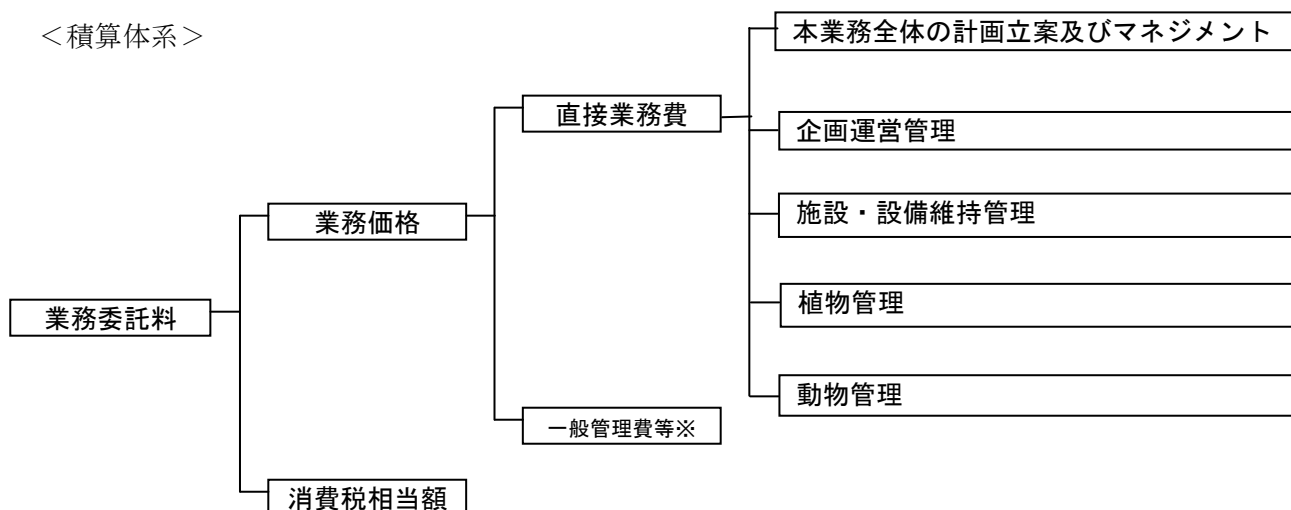 ＜積算体系＞
本業務全体の計画立案及びマネジメント
直接業務費
企画運営管理
業務価格
施設・設備維持管理
業務委託料
植物管理
動物管理
一般管理費等※
消費税相当額